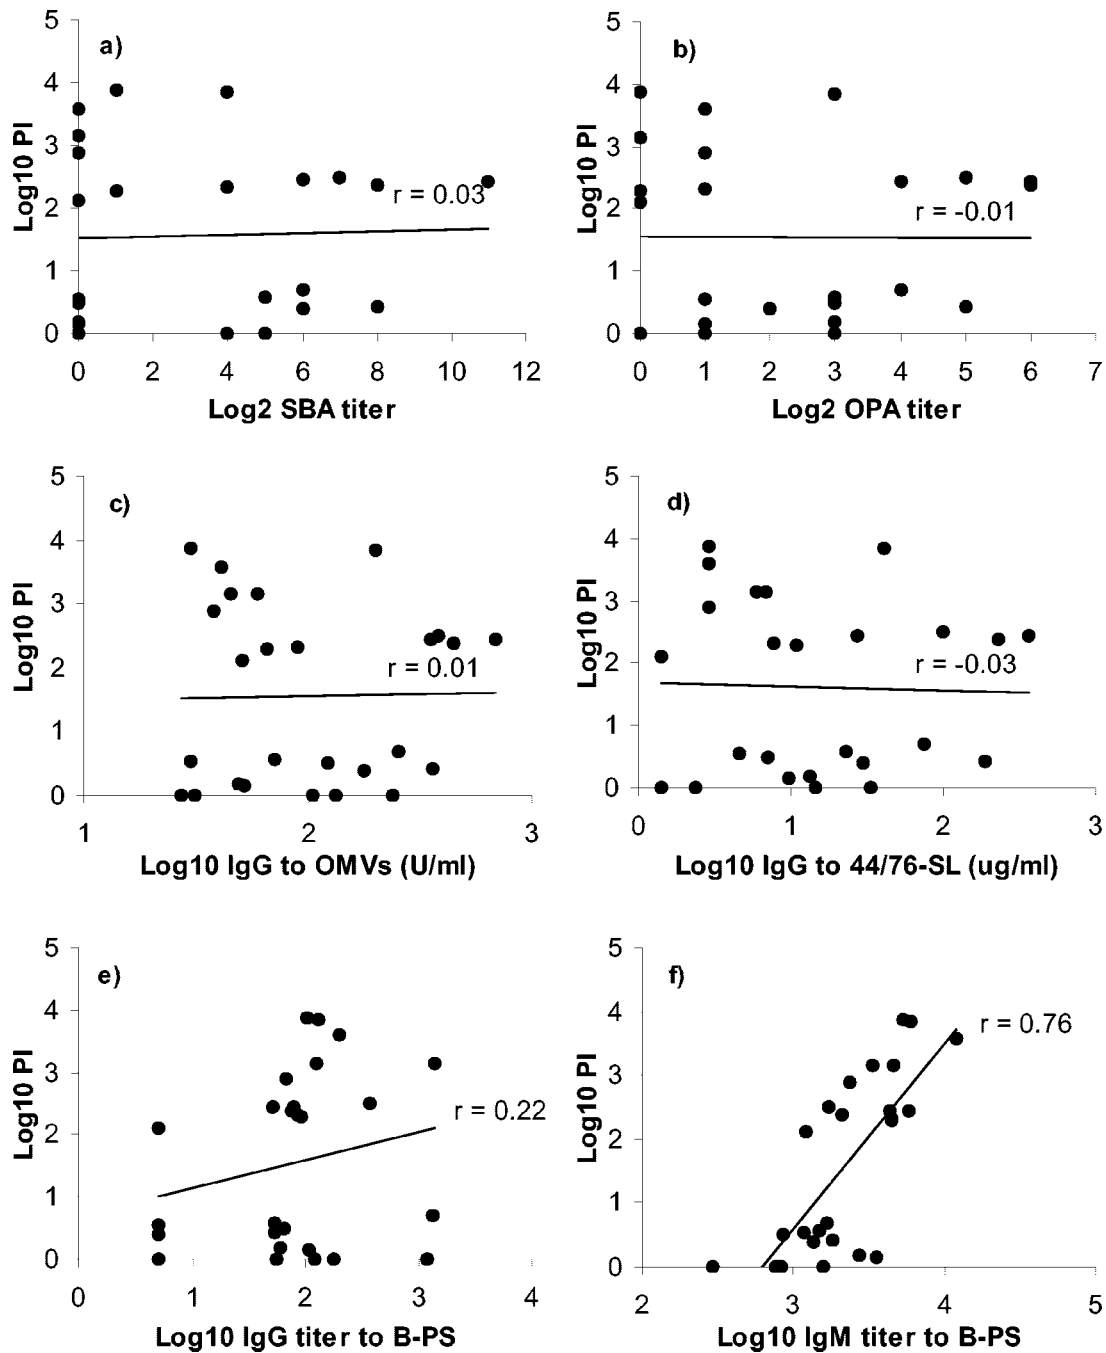 a)
Log10 PI
5
4
3
2
1
0
r = 0.03
0 2 4 6 8 10 12
Log2 SBA titer
b)
Log10 PI
5
4
3
2
1
0
r = -0.01
0 1 2 3 4 5 6 7
Log2 OPA titer
c)
Log10 PI
5
4
3
2
1
0
r = 0.01
1 2 3
Log10 IgG to OMVs (U/ml)
d)
Log10 PI
5
4
3
2
1
0
r = -0.03
0 1 2 3
Log10 IgG to 44/76-SL (ug/ml)
e)
Log10 PI
5
4
3
2
1
0
r = 0.22
0 1 2 3 4
Log10 IgG titer to B-PS
f)
Log10 PI
5
4
3
2
1
0
r = 0.76
2 3 4 5
Log10 IgM titer to B-PS